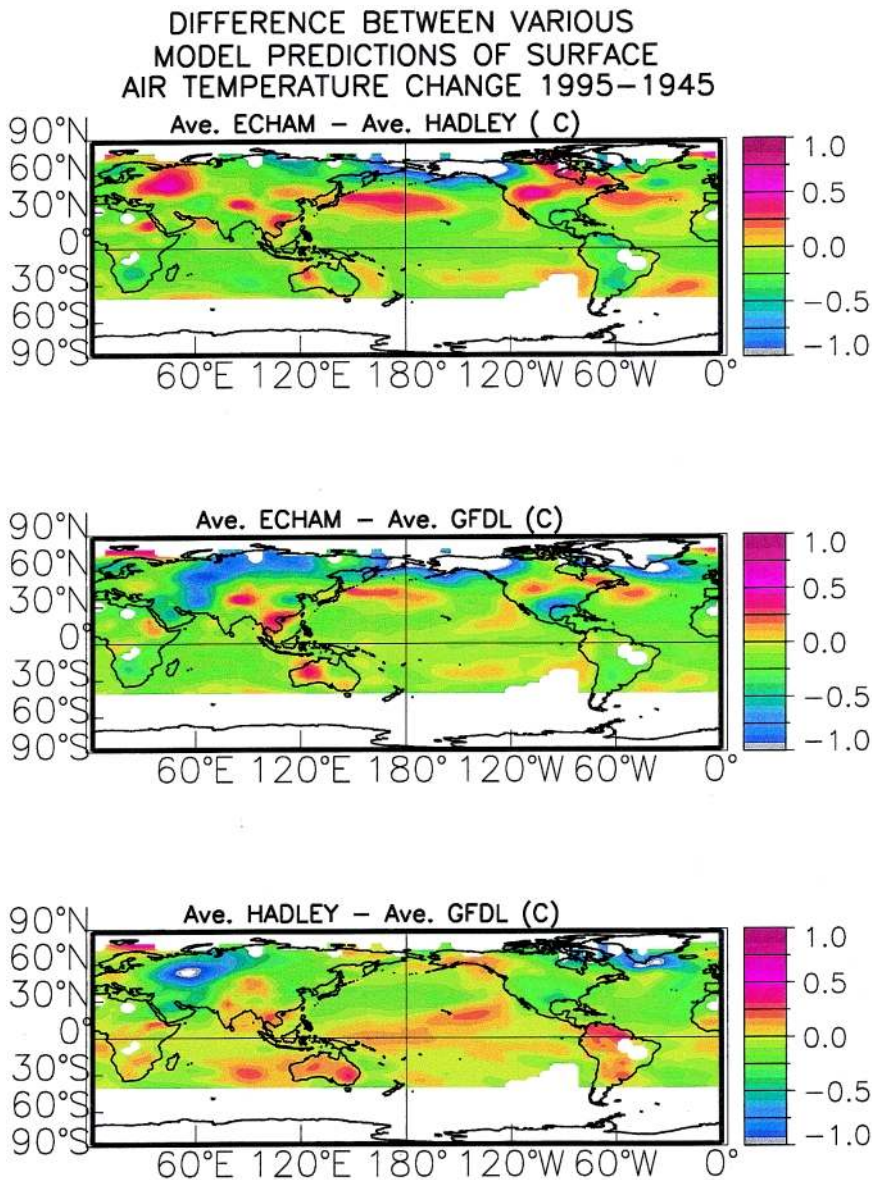 DIFFERENCE BETWEEN VARIOUS
MODEL PREDICTIONS OF SURFACE
AIR TEMPERATURE CHANGE 1995-1945
Ave. ECHAM - Ave. HADLEY ( C)
90°N
60°N
30°N
0°
30°S
60°S
90°S
60°E 120°E 180° 120°W 60°W 0°
1.0
0.5
0.0
-0.5
-1.0
Ave. ECHAM - Ave. GFDL (C)
90°N
60°N
30°N
0°
30°S
60°S
90°S
60°E 120°E 180° 120°W 60°W 0°
1.0
0.5
0.0
-0.5
-1.0
Ave. HADLEY - Ave. GFDL (C)
90°N
60°N
30°N
0°
30°S
60°S
90°S
60°E 120°E 180° 120°W 60°W 0°
1.0
0.5
0.0
-0.5
-1.0